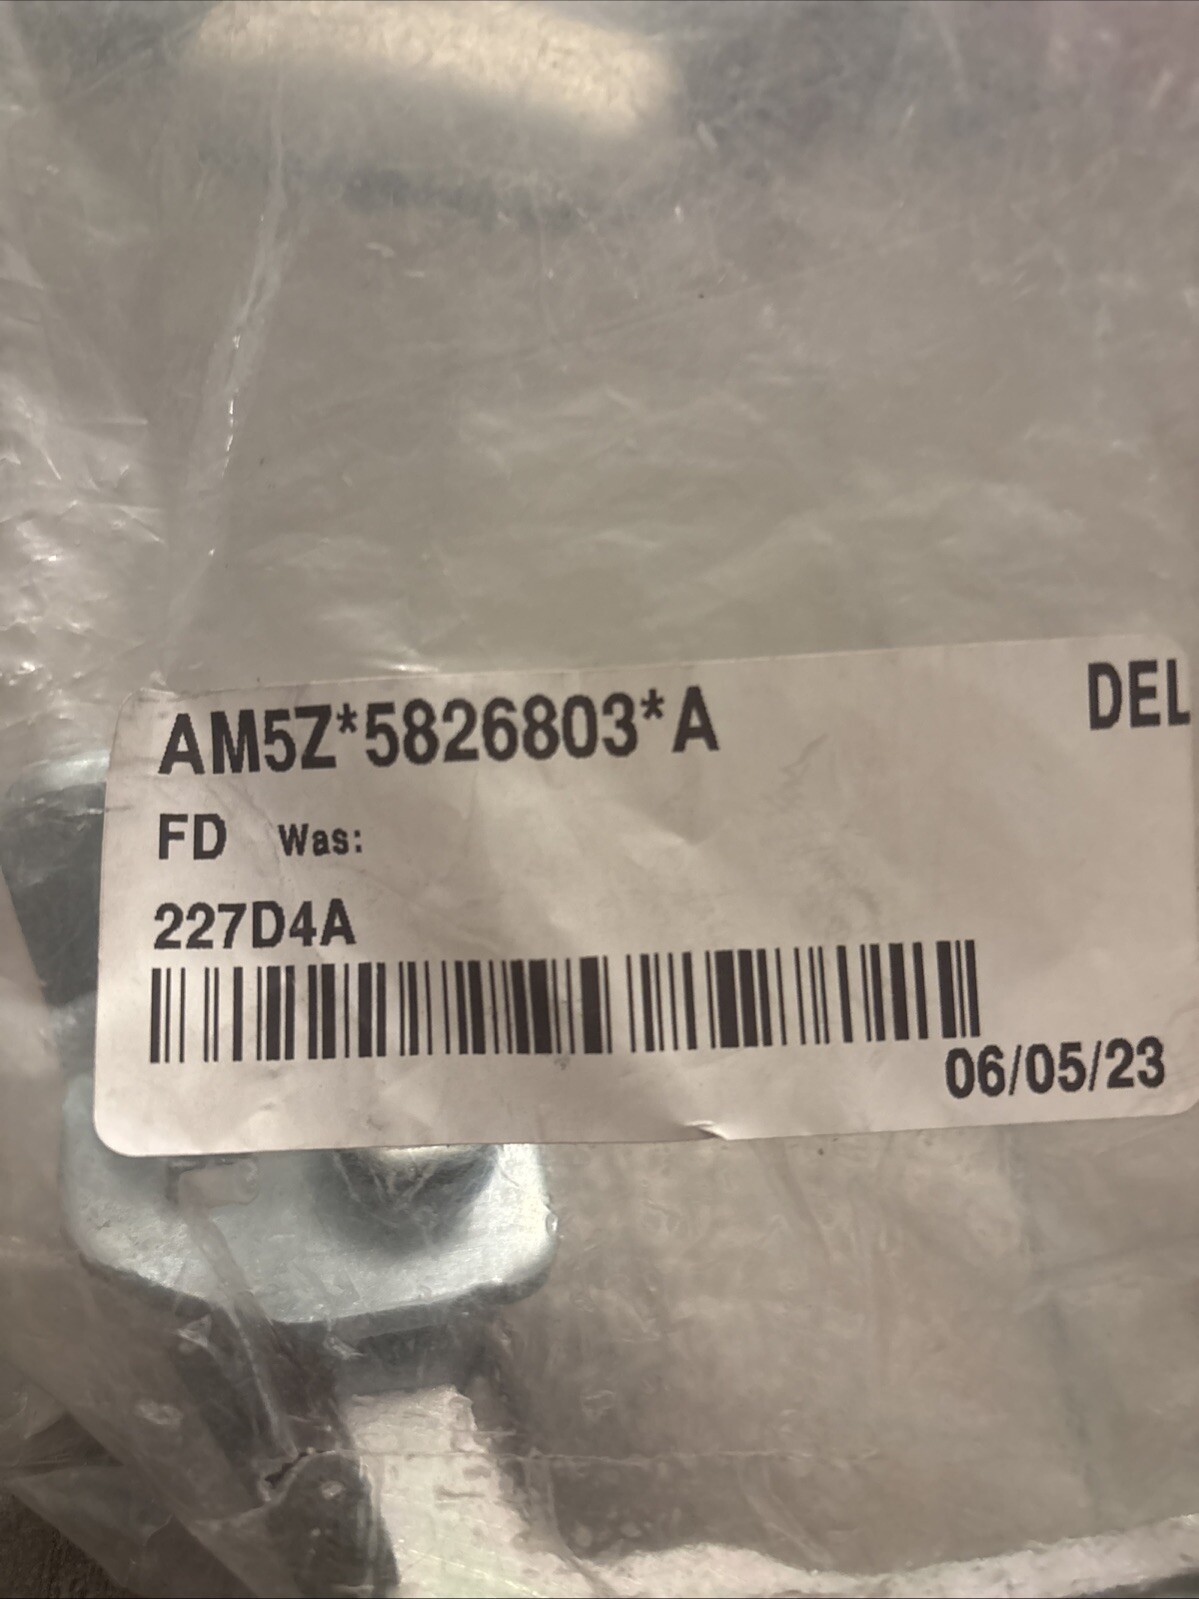 AM5Z*5826803*A DEL
FD Was:
227D4A
06/05/23